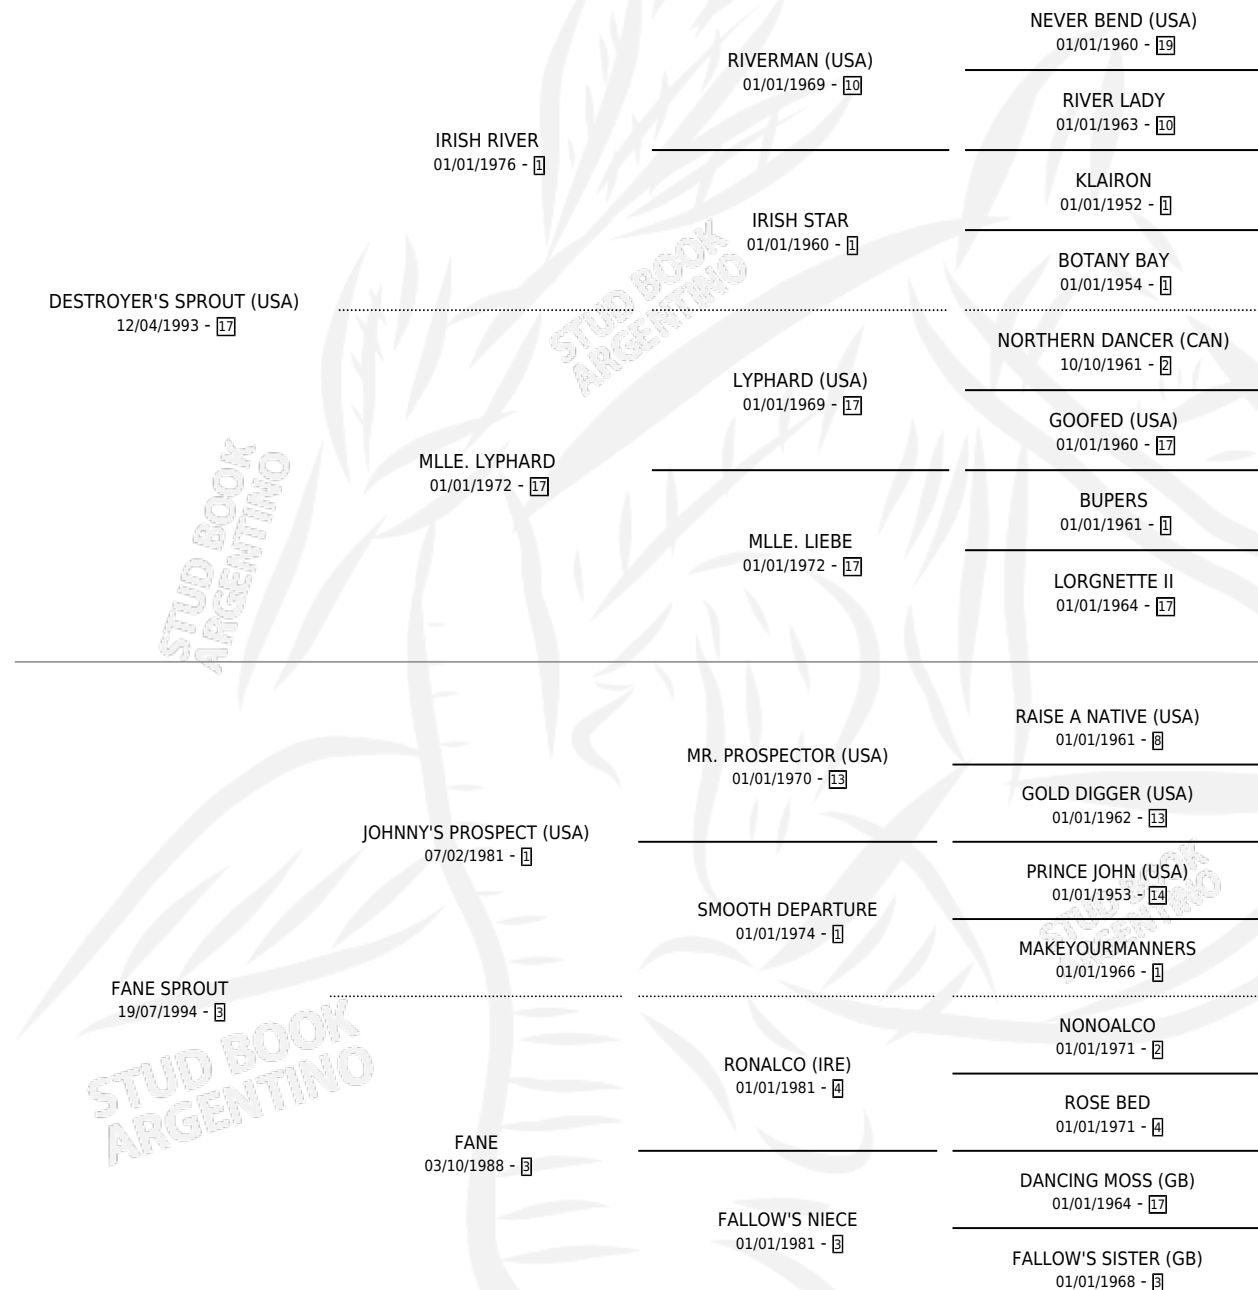 NEVER BEND (USA)
01/01/1960 - 19
RIVERMAN (USA)
01/01/1969 - 10
RIVER LADY
01/01/1963 - 10
IRISH RIVER
01/01/1976 - 1
KLAIRON
01/01/1952 - 1
IRISH STAR
01/01/1960 - 1
BOTANY BAY
01/01/1954 - 1
DESTROYER'S SPROUT (USA)
12/04/1993 - 17
NORTHERN DANCER (CAN)
10/10/1961 - 2
LYPHARD (USA)
01/01/1969 - 17
GOOFED (USA)
01/01/1960 - 17
MLLE. LYPHARD
01/01/1972 - 17
BUPERS
01/01/1961 - 1
MLLE. LIEBE
01/01/1972 - 17
LORGNETTE II
01/01/1964 - 17
RAISE A NATIVE (USA)
01/01/1961 - 8
MR. PROSPECTOR (USA)
01/01/1970 - 13
GOLD DIGGER (USA)
01/01/1962 - 13
JOHNNY'S PROSPECT (USA)
07/02/1981 - 1
PRINCE JOHN (USA)
01/01/1953 - 14
SMOOTH DEPARTURE
01/01/1974 - 1
MAKEYOURMANNERS
01/01/1966 - 1
FANE SPROUT
19/07/1994 - 3
NONOALCO
01/01/1971 - 2
RONALCO (IRE)
01/01/1981 - 4
ROSE BED
01/01/1971 - 4
FANE
03/10/1988 - 3
DANCING MOSS (GB)
01/01/1964 - 17
FALLOW'S NIECE
01/01/1981 - 3
FALLOW'S SISTER (GB)
01/01/1968 - 3
STUD BOOK
ARGENTINO
STUD BOOK
ARGENTINO
STUD BOOK
ARGENTINO
STUD BOOK
ARGENTINO